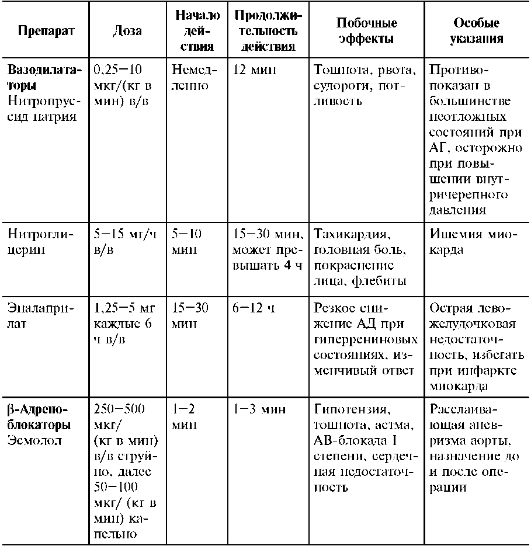 Препарат
Доза
Начало
дей-
ствия
Продолжи-
тельность
действия
Побочные
эффекты
Особые
указания
Вазодилата-
торы
Нитропрус-
сид натрия
0,25—10
мкг/(кг в
мин) в/в
Немед-
ленно
12 мин
Тошнота, рвота,
судороги, пот-
ливость
Противо-
показан в
большинстве
неотложных
состояний при
АГ, осторожно
при повы-
шении внут-
ричерепного
давления
Нитрогли-
церин
5—15 мг/ч
в/в
5—10
мин
15—30 мин,
может пре-
вышать 4 ч
Тахикардия,
головная боль,
покраснение
лица, флебиты
Ишемия мио-
карда
Эналапри-
лат
1,25—5 мг
каждые 6
ч в/в
15—30
мин
6—12 ч
Резкое сни-
жение АД при
гиперрениновых
состояниях, из-
менчивый ответ
Острая лево-
желудочковая
недостаточ-
ность, избегать
при инфаркте
миокарда
β-Адрено-
блокаторы
Эсмолол
250—500
мкг/
(кг в мин)
в/в струй-
но, далее
50—100
мкг/ (кг в
мин) ка-
пельно
1—2
мин
1—3 мин
Гипотензия,
тошнота, астма,
АВ-блокада I
степени, сердеч-
ная недостаточ-
ность
Расслаива-
ющая анев-
ризма аорты,
назначение до
и после опе-
рации